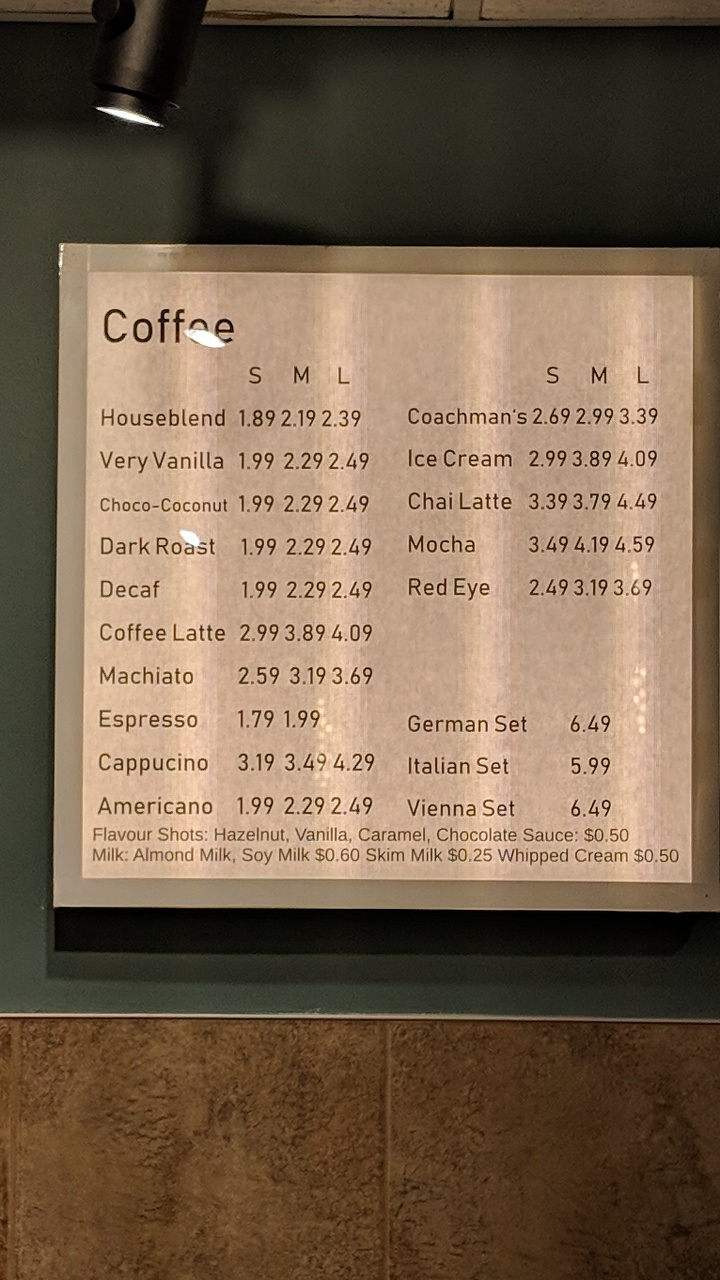 Coffee
S M L
Houseblend 1.89 2.19 2.39
Very Vanilla 1.99 2.29 2.49
Choco-Coconut 1.99 2.29 2.49
Dark Roast 1.99 2.29 2.49
Decaf 1.99 2.29 2.49
Coffee Latte 2.99 3.89 4.09
Machiato 2.59 3.19 3.69
Espresso 1.79 1.99
Cappucino 3.19 3.49 4.29
Americano 1.99 2.29 2.49
S M L
Coachman's 2.69 2.99 3.39
Ice Cream 2.99 3.89 4.09
Chai Latte 3.39 3.79 4.49
Mocha 3.49 4.19 4.59
Red Eye 2.49 3.19 3.69
German Set 6.49
Italian Set 5.99
Vienna Set 6.49
Flavour Shots: Hazelnut, Vanilla, Caramel, Chocolate Sauce: $0.50
Milk: Almond Milk, Soy Milk $0.60 Skim Milk $0.25 Whipped Cream $0.50